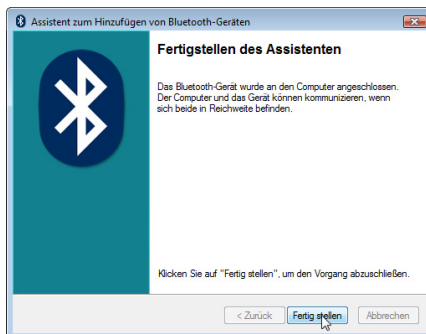 Assistent zum Hinzufügen von Bluetooth-Geräten
Fertigstellen des Assistenten
Das Bluetooth-Gerät wurde an den Computer angeschlossen.
Der Computer und das Gerät können kommunizieren, wenn
sich beide in Reichweite befinden.
Klicken Sie auf "Fertig stellen", um den Vorgang abzuschließen.
< Zurück
Fertig stellen
Abbrechen